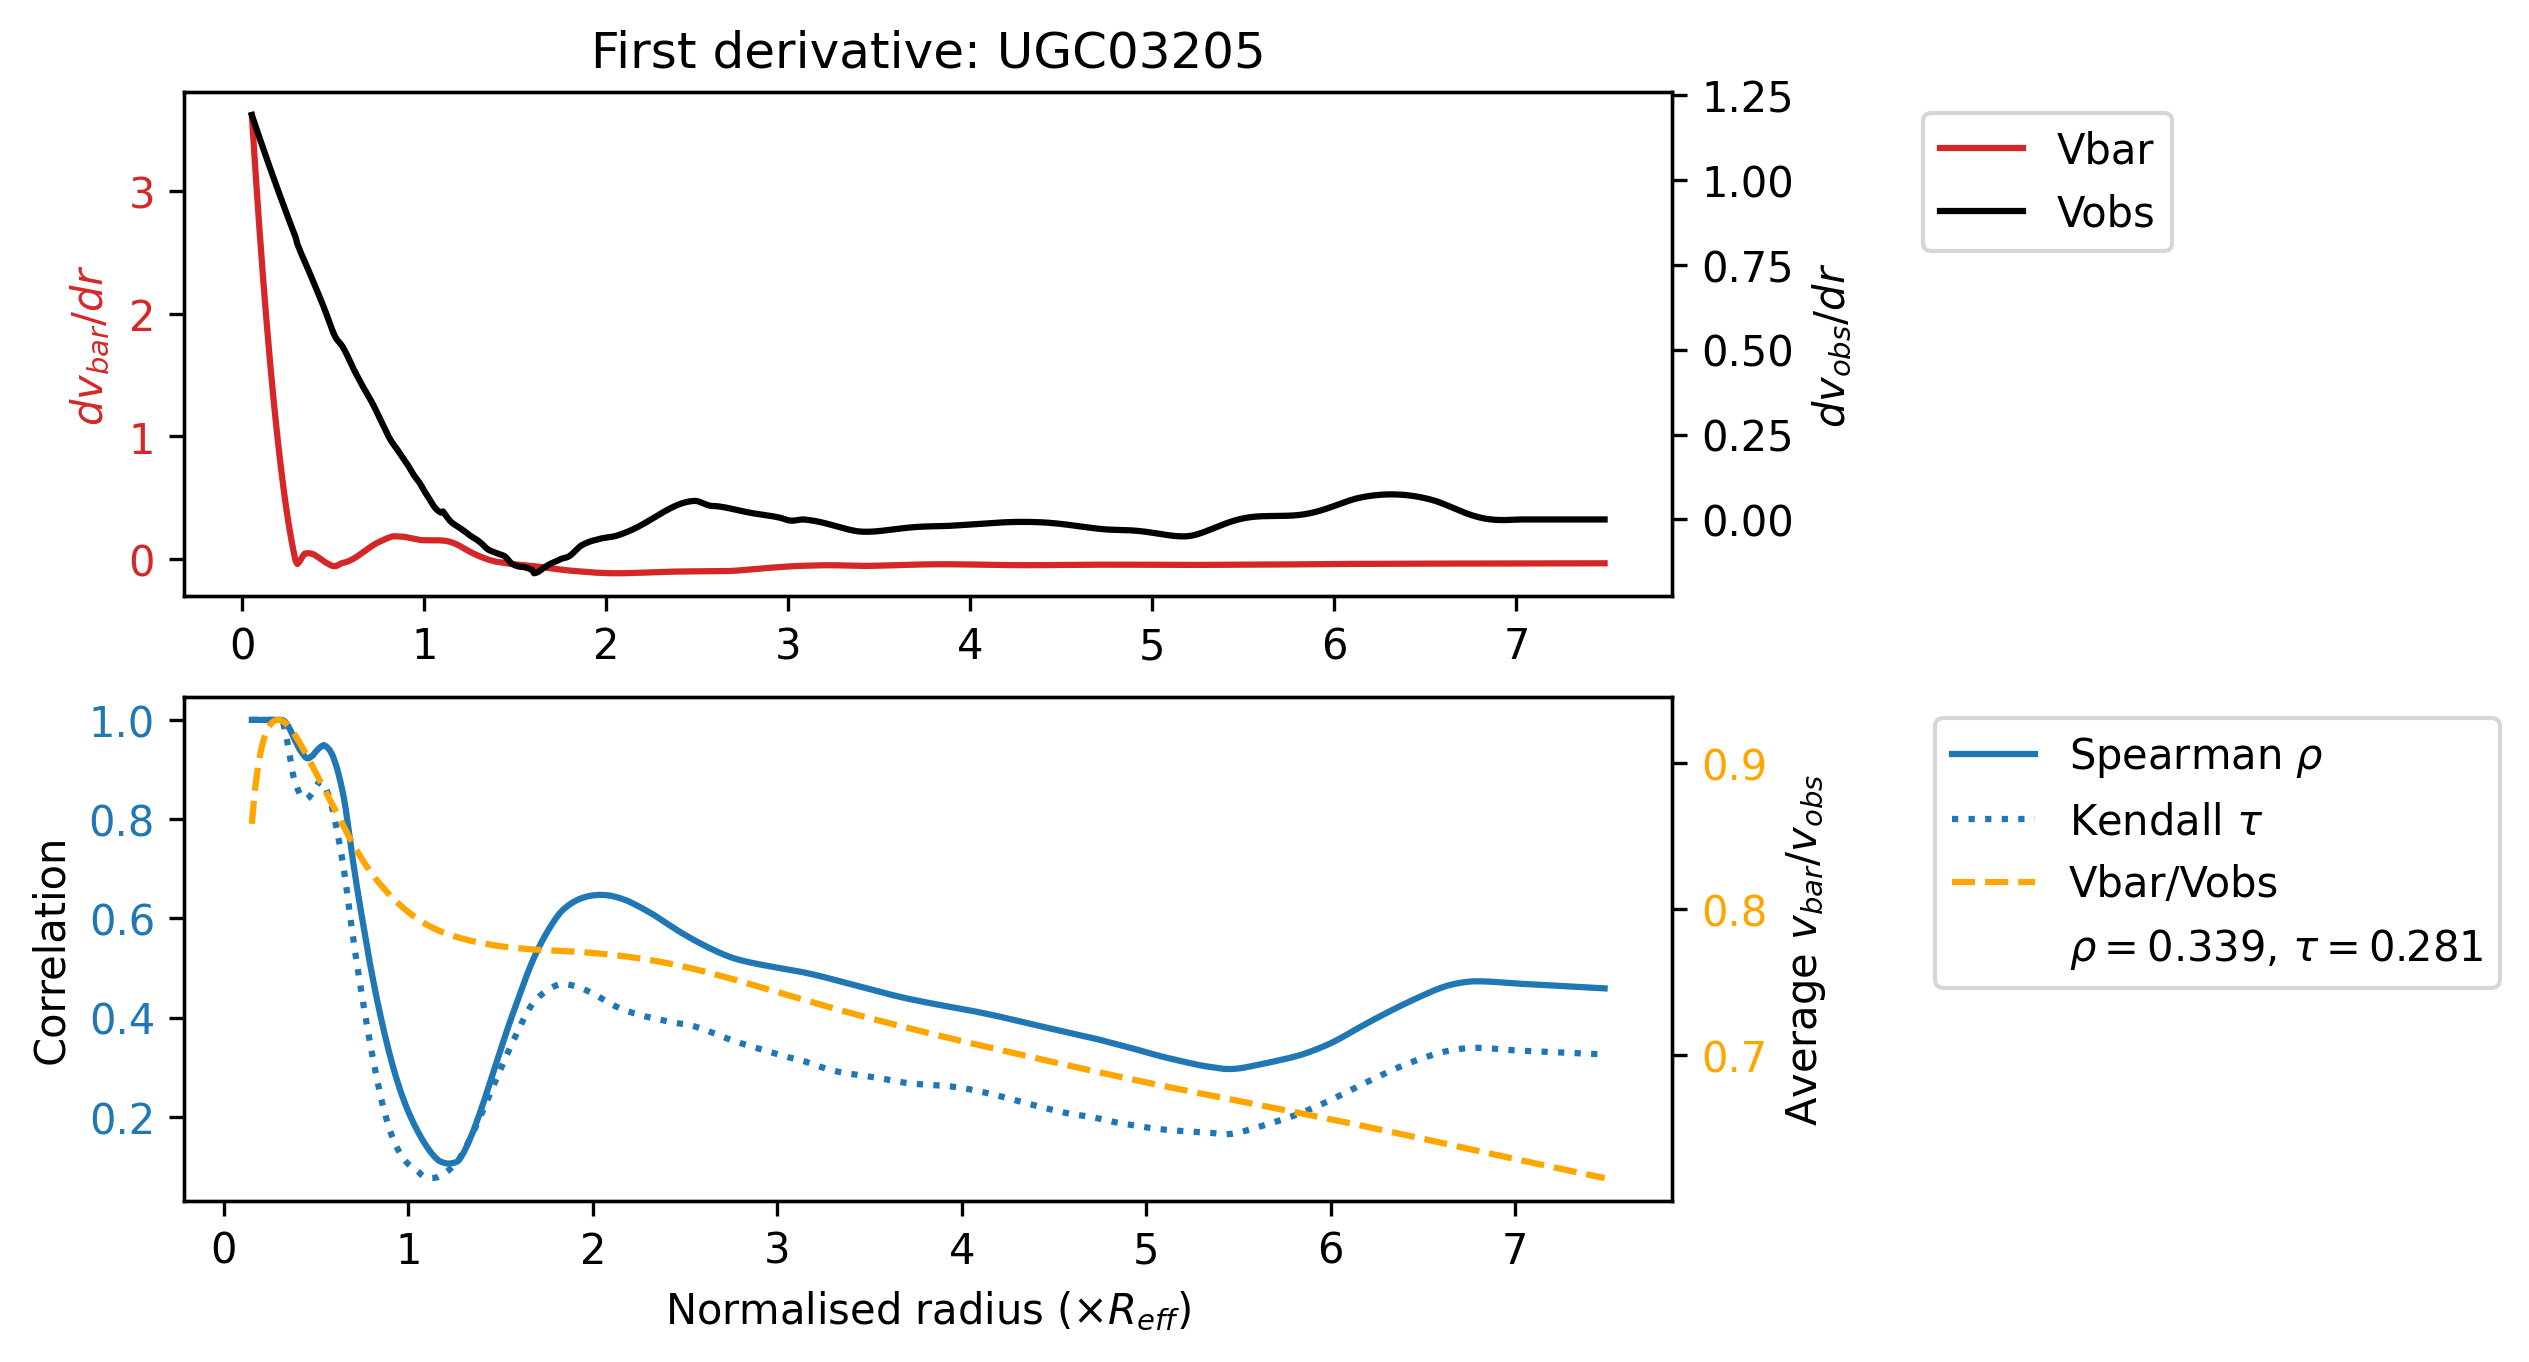 First derivative: UGC03205
3
2
1
0
dv_bar/dr
1.25
1.00
0.75
0.50
0.25
0.00
dv_obs/dr
0 1 2 3 4 5 6 7
Vbar
Vobs
1.0
0.8
0.6
0.4
0.2
Correlation
0.9
0.8
0.7
Average v_bar/v_obs
0 1 2 3 4 5 6 7
Normalised radius (×R_eff)
Spearman ρ
Kendall τ
Vbar/Vobs
ρ = 0.339, τ = 0.281